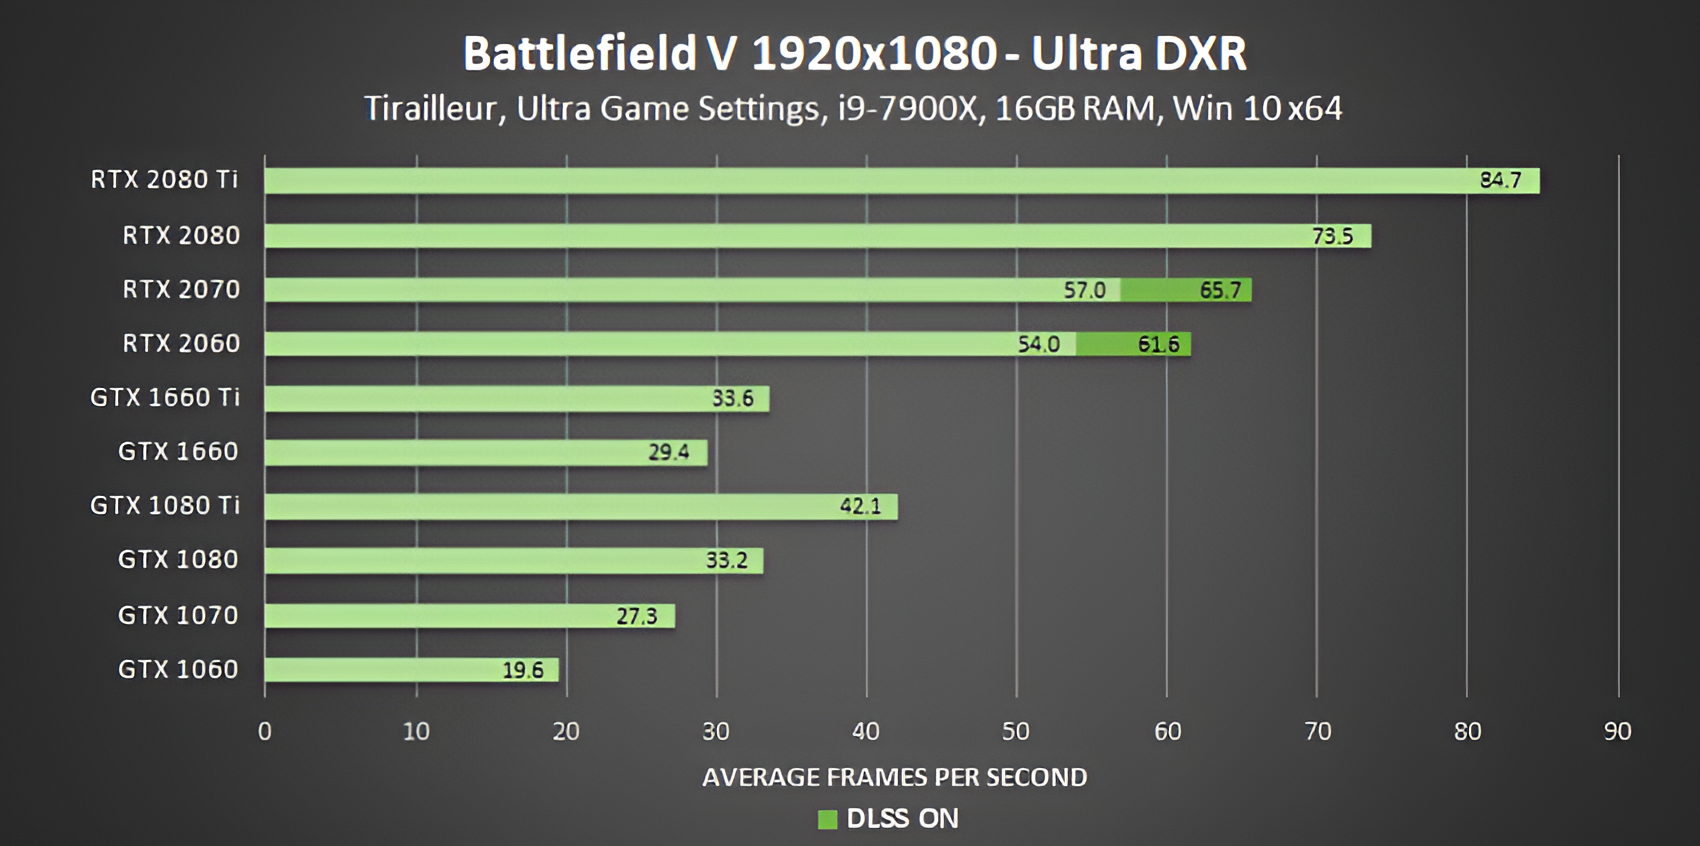 Battlefield V 1920x1080 - Ultra DXR
Tirailleur, Ultra Game Settings, i9-7900X, 16GB RAM, Win 10 x64
RTX 2080 Ti 84.7
RTX 2080 73.5
RTX 2070 57.0 65.7
RTX 2060 54.0 61.6
GTX 1660 Ti 33.6
GTX 1660 29.4
GTX 1080 Ti 42.1
GTX 1080 33.2
GTX 1070 27.3
GTX 1060 19.6
0 10 20 30 40 50 60 70 80 90
AVERAGE FRAMES PER SECOND
DLSS ON